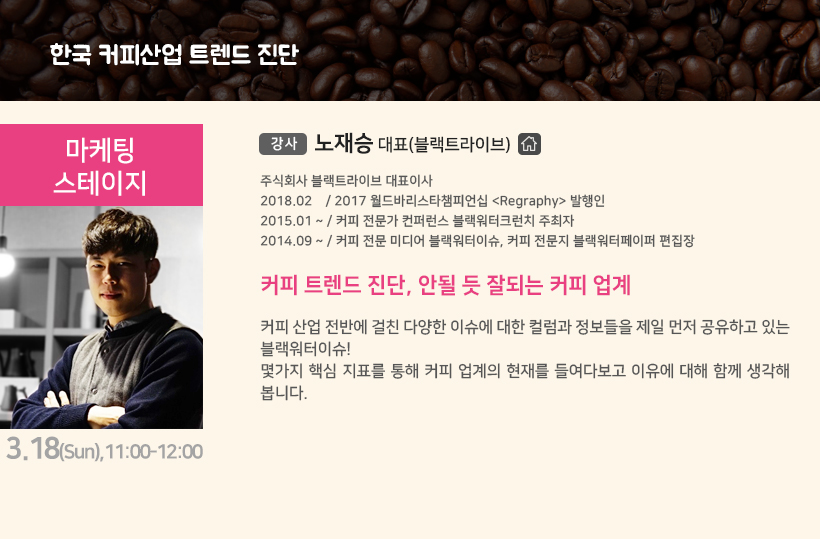 한국 커피산업 트렌드 진단
마케팅
스테이지
강사 노재승 대표(블랙트라이브)
주식회사 블랙트라이브 대표이사
2018.02 / 2017 월드바리스타챔피언십 <Regraphy> 발행인
2015.01 ~ / 커피 전문가 컨퍼런스 블랙워터크런치 주최자
2014.09 ~ / 커피 전문 미디어 블랙워터이슈, 커피 전문지 블랙워터페이퍼 편집장
커피 트렌드 진단, 안될 듯 잘되는 커피 업계
커피 산업 전반에 걸친 다양한 이슈에 대한 컬럼과 정보들을 제일 먼저 공유하고 있는
블랙워터이슈!
몇가지 핵심 지표를 통해 커피 업계의 현재를 들여다보고 이유에 대해 함께 생각해
봅니다.
3.18(Sun),11:00-12:00